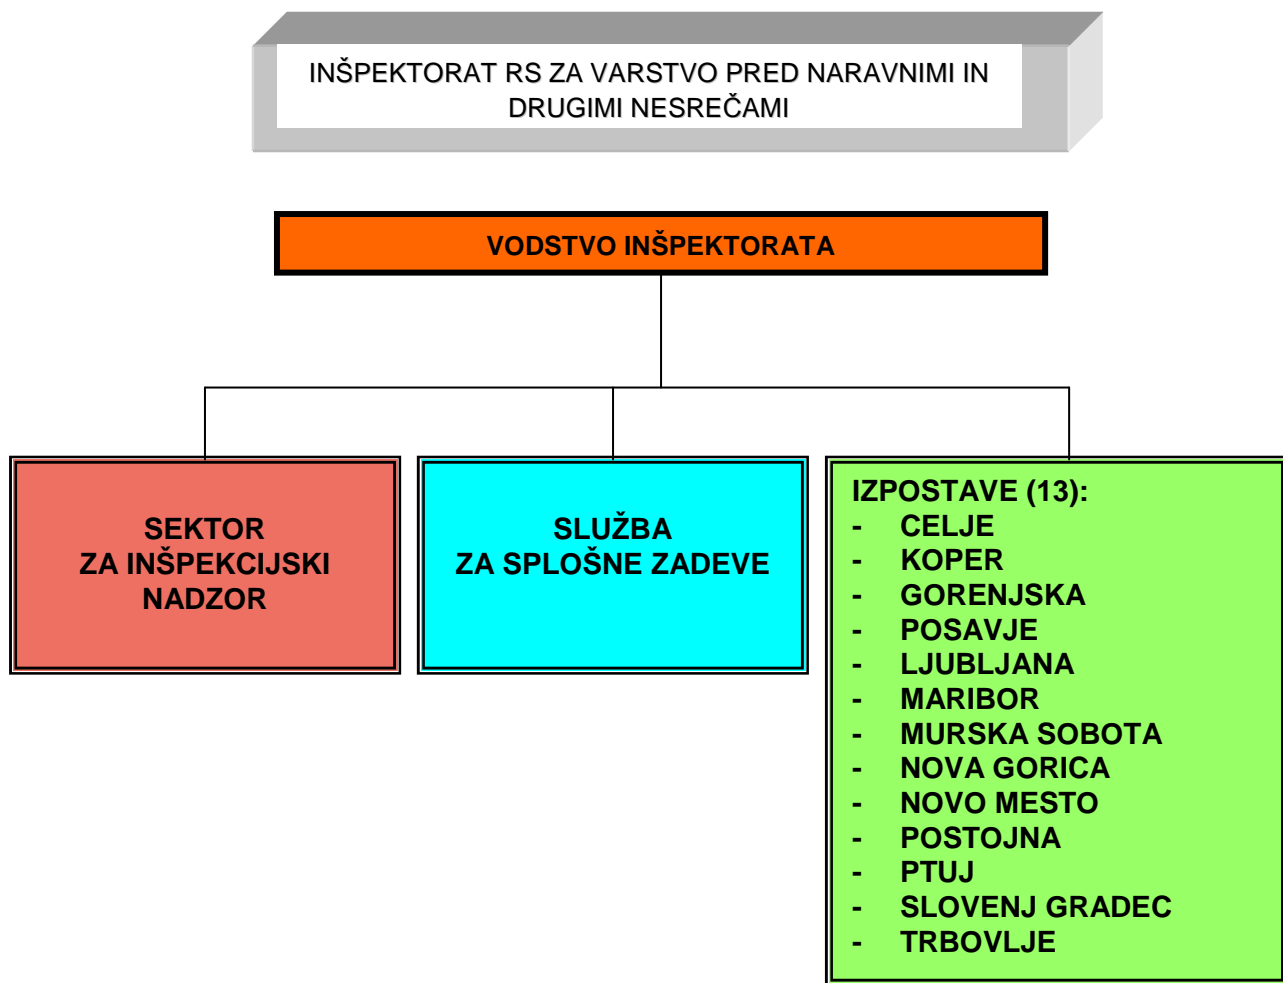 INŠPEKTORAT RS ZA VARSTVO PRED NARAVNIMI IN
DRUGIMI NESREČAMI
VODSTVO INŠPEKTORATA
SEKTOR
ZA INŠPEKCIJSKI
NADZOR
SLUŽBA
ZA SPLOŠNE ZADEVE
IZPOSTAVE (13):
- CELJE
- KOPER
- GORENJSKA
- POSAVJE
- LJUBLJANA
- MARIBOR
- MURSKA SOBOTA
- NOVA GORICA
- NOVO MESTO
- POSTOJNA
- PTUJ
- SLOVENJ GRADEC
- TRBOVLJE